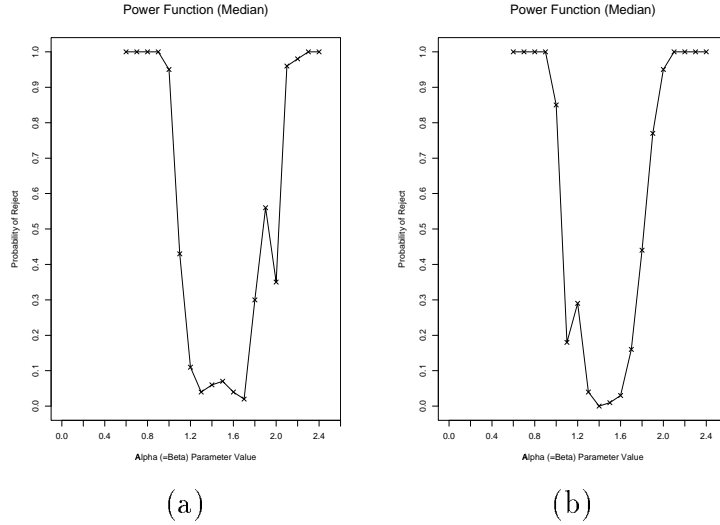 Power Function (Median)
1.0
0.9
0.8
0.7
0.6
0.5
0.4
0.3
0.2
0.1
0.0
Probability of Reject
0.0 0.4 0.8 1.2 1.6 2.0 2.4
Alpha (=Beta) Parameter Value
(a)
Power Function (Median)
1.0
0.9
0.8
0.7
0.6
0.5
0.4
0.3
0.2
0.1
0.0
Probability of Reject
0.0 0.4 0.8 1.2 1.6 2.0 2.4
Alpha (=Beta) Parameter Value
(b)